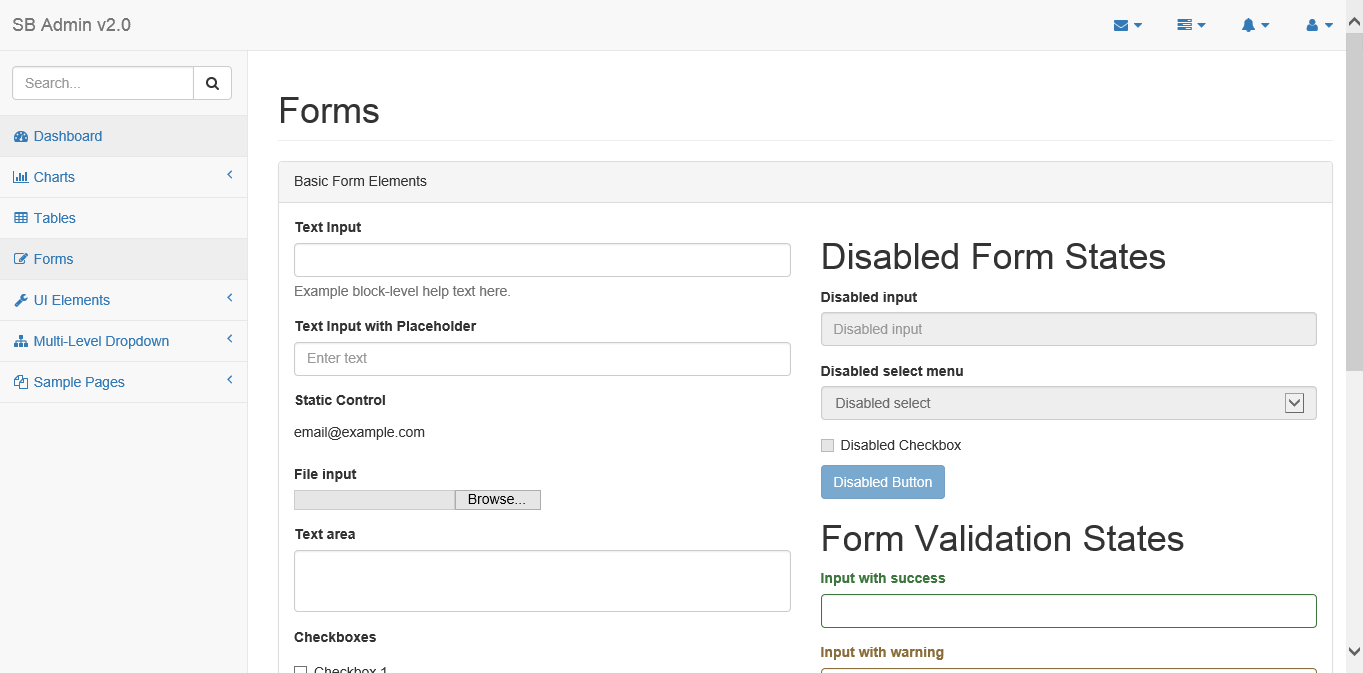 SB Admin v2.0
Search...
Dashboard
Charts
Tables
Forms
UI Elements
Multi-Level Dropdown
Sample Pages
Forms
Basic Form Elements
Text Input
Example block-level help text here.
Text Input with Placeholder
Enter text
Static Control
email@example.com
File input
Browse...
Text area
Checkboxes
Checkbox 1
Disabled Form States
Disabled input
Disabled input
Disabled select menu
Disabled select
Disabled Checkbox
Disabled Button
Form Validation States
Input with success
Input with warning